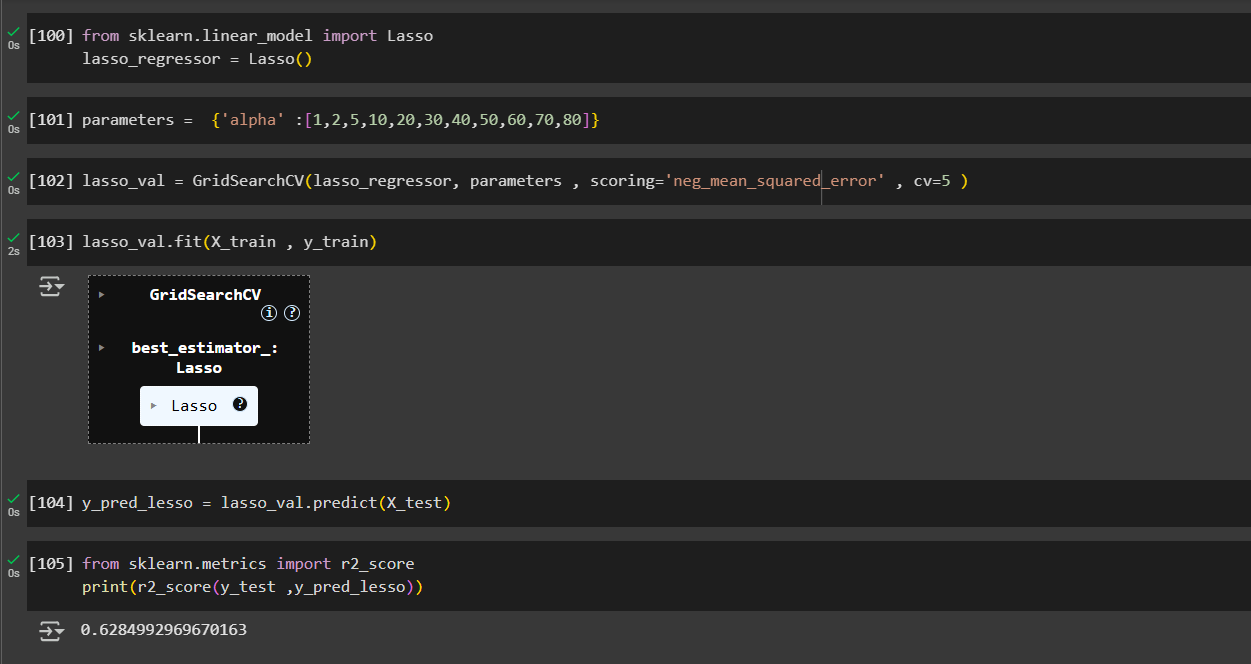 0s
[100] from sklearn.linear_model import Lasso
lasso_regressor = Lasso()
0s
[101] parameters =  {'alpha' :[1,2,5,10,20,30,40,50,60,70,80]}
0s
[102] lasso_val = GridSearchCV(lasso_regressor, parameters , scoring='neg_mean_squared_error' , cv=5 )
2s
[103] lasso_val.fit(X_train , y_train)
GridSearchCV
i ?
best_estimator_:
Lasso
Lasso ?
0s
[104] y_pred_lesso = lasso_val.predict(X_test)
0s
[105] from sklearn.metrics import r2_score
print(r2_score(y_test ,y_pred_lesso))
0.6284992969670163